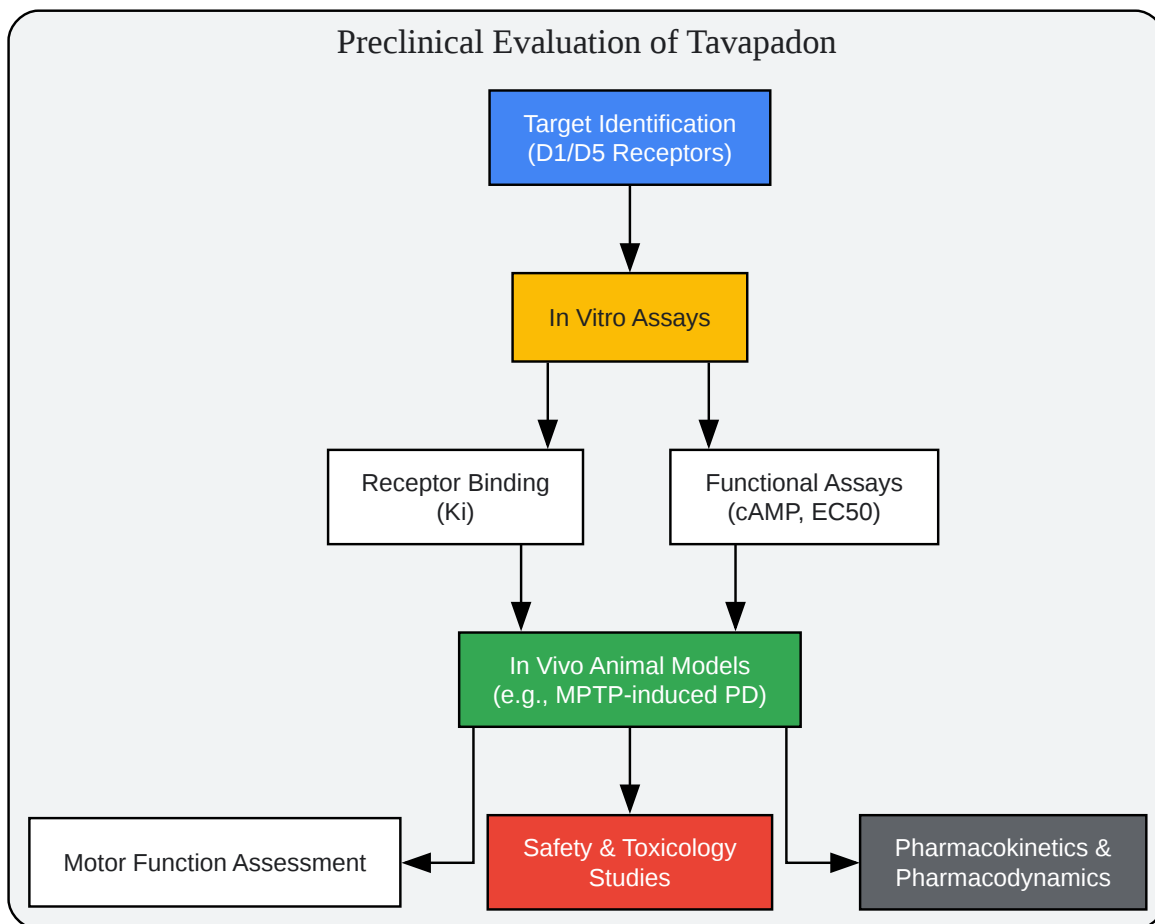 Preclinical Evaluation of Tavapadon
Target Identification
(D1/D5 Receptors)
In Vitro Assays
Receptor Binding
(Ki)
Functional Assays
(cAMP, EC50)
In Vivo Animal Models
(e.g., MPTP-induced PD)
Motor Function Assessment
Safety & Toxicology
Studies
Pharmacokinetics &
Pharmacodynamics